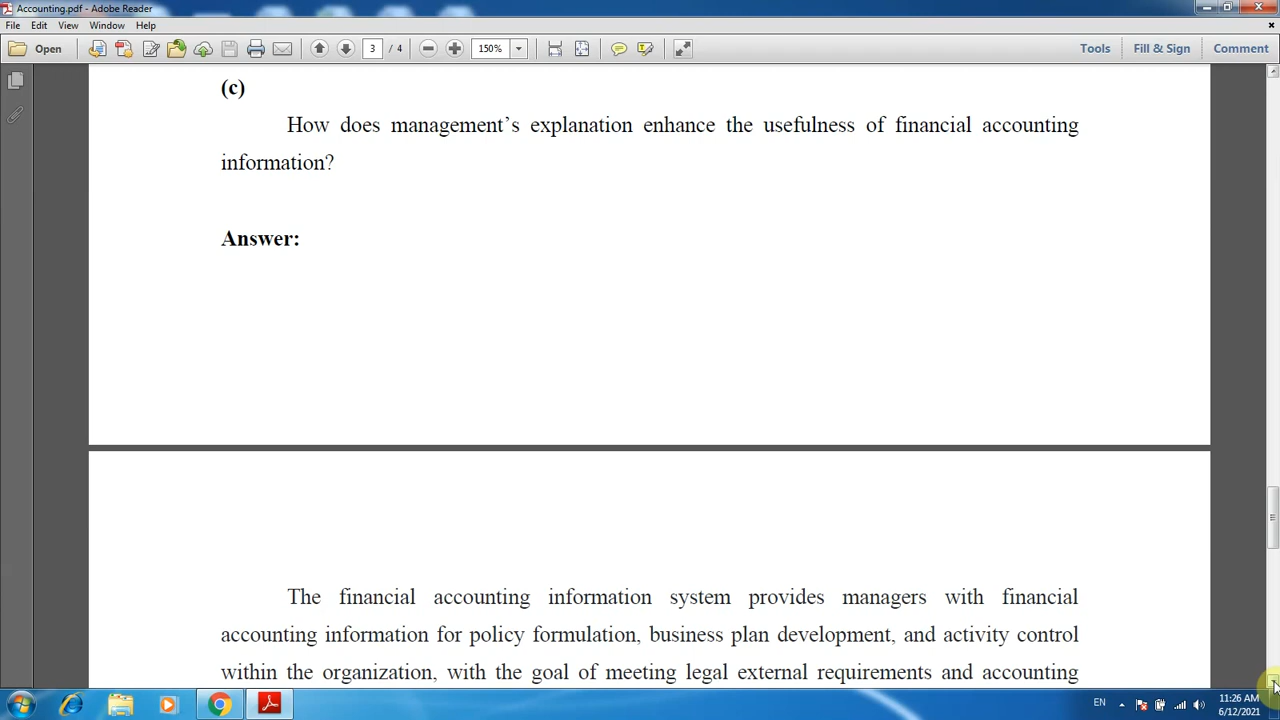 Accounting.pdf - Adobe Reader
File Edit View Window Help
Open 3 / 4 150% Tools Fill & Sign Comment
(c)
How does management’s explanation enhance the usefulness of financial accounting
information?
Answer:
The financial accounting information system provides managers with financial
accounting information for policy formulation, business plan development, and activity control
within the organization, with the goal of meeting legal external requirements and accounting
EN 11:26 AM
6/12/2021